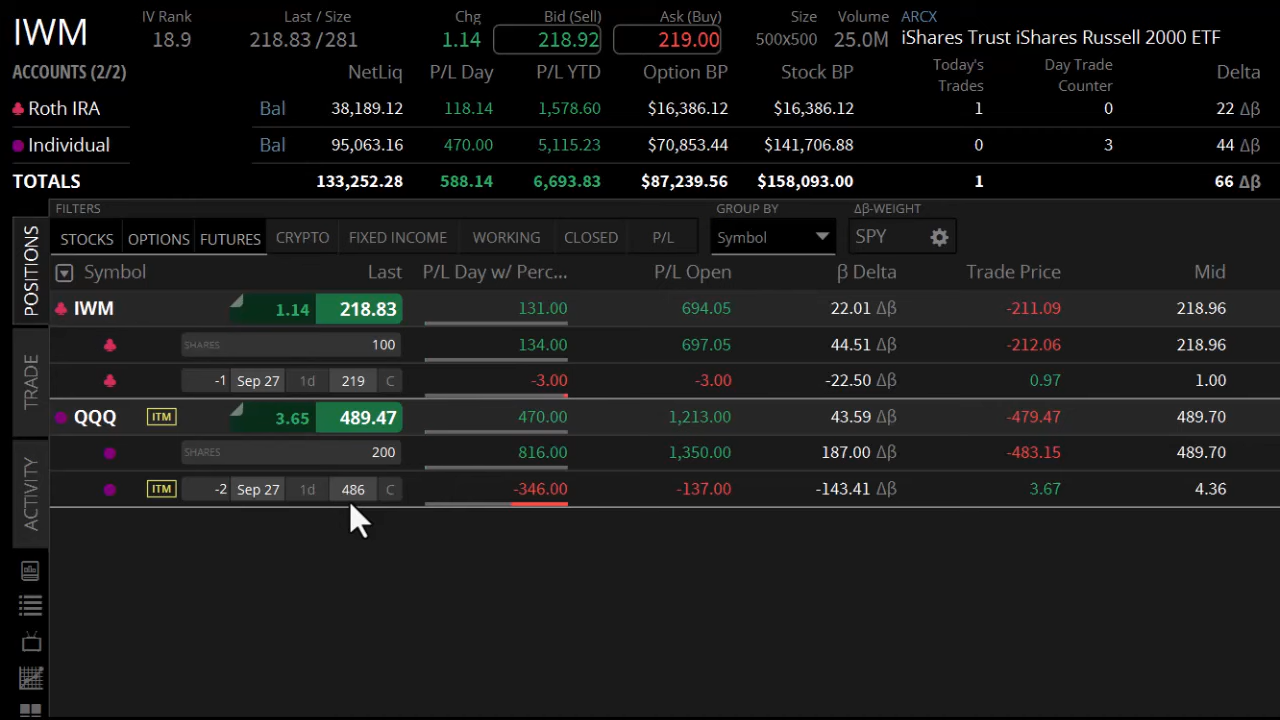 IWM IV Rank Last / Size Chg Bid (Sell) Ask (Buy) Size Volume ARCX
18.9 218.83 /281 1.14 218.92 219.00 500x500 25.0M iShares Trust iShares Russell 2000 ETF
ACCOUNTS (2/2) NetLiq P/L Day P/L YTD Option BP Stock BP Today's Trades Day Trade Counter Delta
Roth IRA Bal 38,189.12 118.14 1,578.60 $16,386.12 $16,386.12 1 0 22 Δβ
Individual Bal 95,063.16 470.00 5,115.23 $70,853.44 $141,706.88 0 3 44 Δβ
TOTALS 133,252.28 588.14 6,693.83 $87,239.56 $158,093.00 1 66 Δβ
FILTERS GROUP BY Δβ-WEIGHT
STOCKS OPTIONS FUTURES CRYPTO FIXED INCOME WORKING CLOSED P/L Symbol SPY
POSITIONS
TRADE
ACTIVITY
Symbol Last P/L Day w/ Perc... P/L Open β Delta Trade Price Mid
IWM 1.14 218.83 131.00 694.05 22.01 Δβ -211.09 218.96
SHARES 100 134.00 697.05 44.51 Δβ -212.06 218.96
-1 Sep 27 1d 219 C -3.00 -3.00 -22.50 Δβ 0.97 1.00
QQQ ITM 3.65 489.47 470.00 1,213.00 43.59 Δβ -479.47 489.70
SHARES 200 816.00 1,350.00 187.00 Δβ -483.15 489.70
ITM -2 Sep 27 1d 486 C -346.00 -137.00 -143.41 Δβ 3.67 4.36